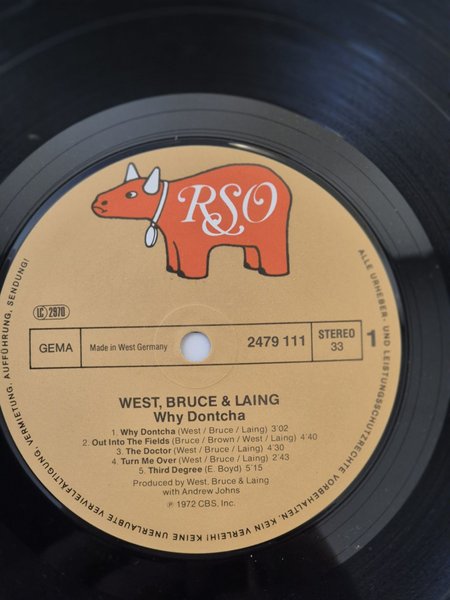 RSO
LC 2970
GEMA
Made in West Germany
2479 111
STEREO
33
1
WEST, BRUCE & LAING
Why Dontcha
1. Why Dontcha (West / Bruce / Laing) 3:02
2. Out Into The Fields (Bruce / Brown / West / Laing) 4:40
3. The Doctor (West / Bruce / Laing) 4:30
4. Turn Me Over (West / Bruce / Laing) 2:43
5. Third Degree (E. Boyd) 5:15
Produced by West, Bruce & Laing
with Andrew Johns
℗ 1972 CBS, Inc.
ALLE URHEBER- UND LEISTUNGSSCHUTZRECHTE VORBEHALTEN. KEIN VERLEIH! KEINE UNERLAUBTE VERVIELFÄLTIGUNG, VERMIETUNG, AUFFÜHRUNG, SENDUNG!